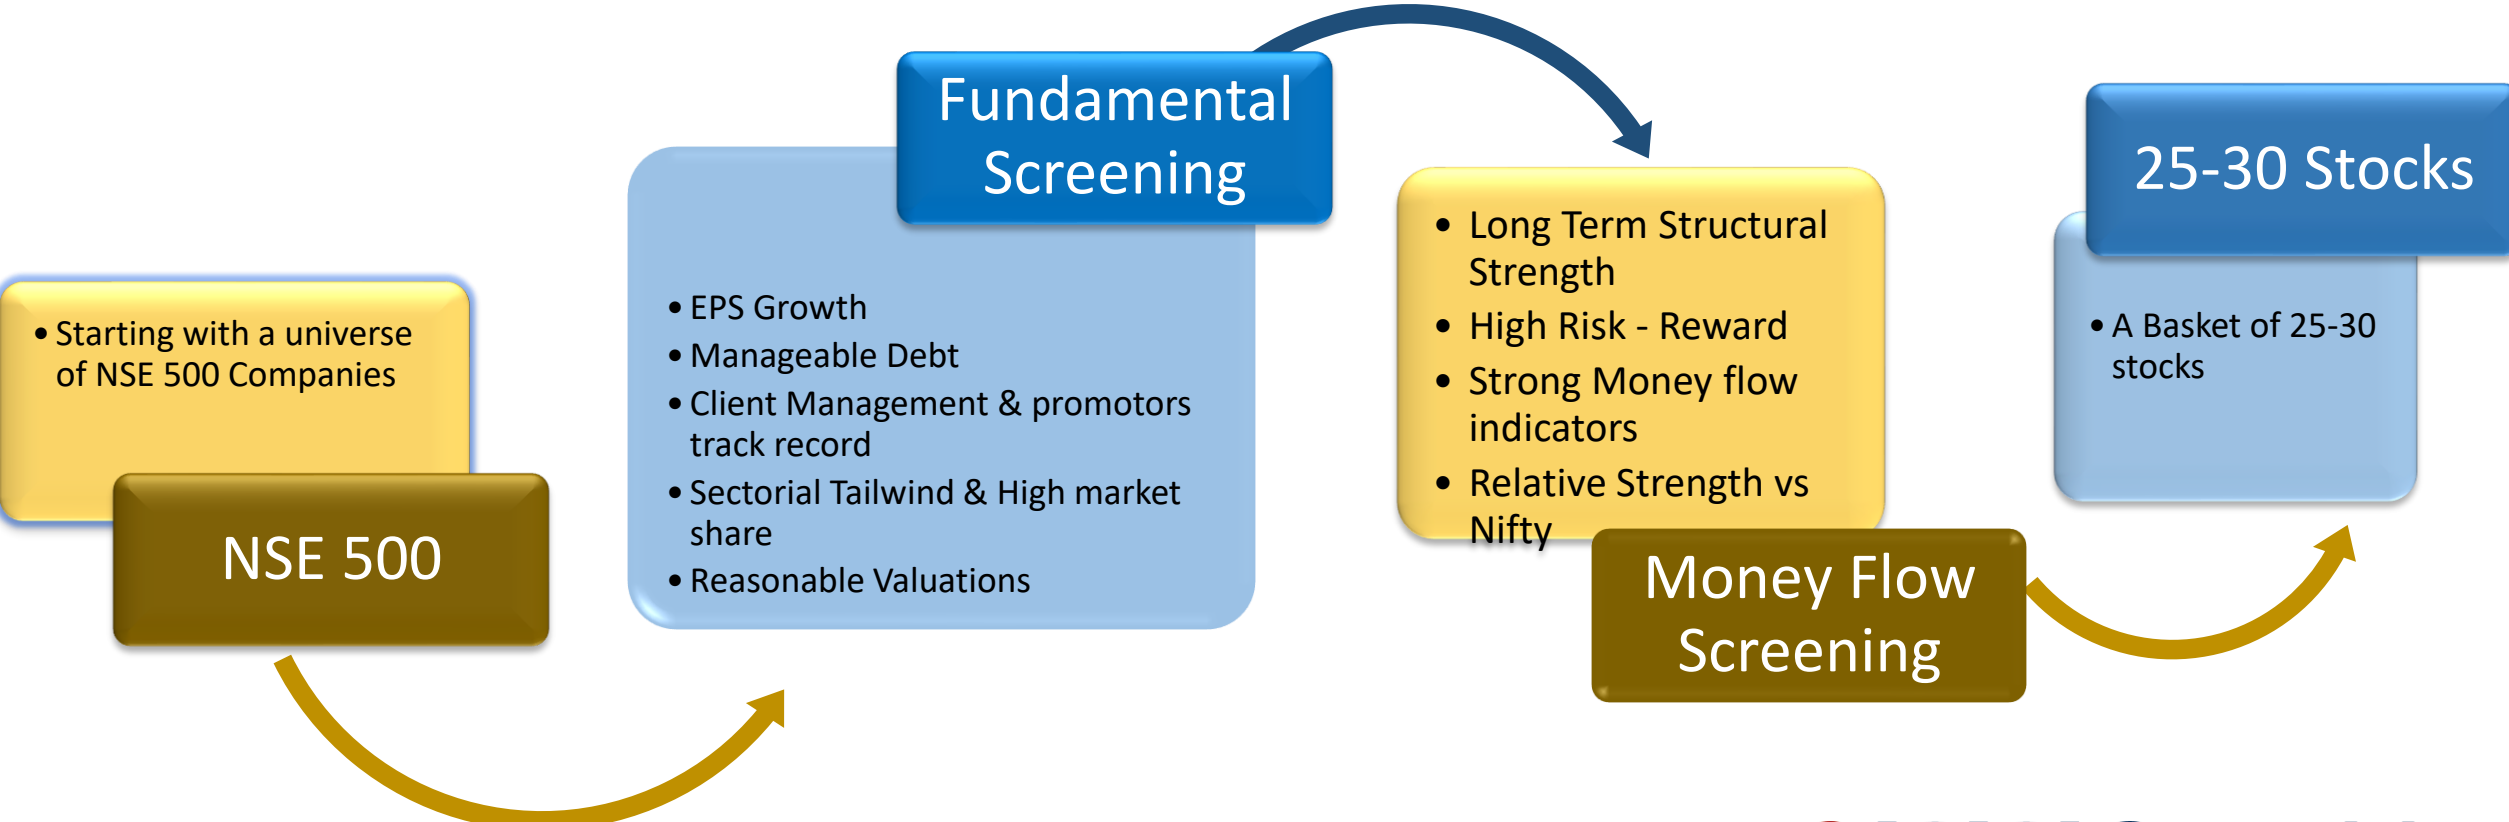 • Starting with a universe
of NSE 500 Companies
NSE 500
Fundamental
Screening
• EPS Growth
• Manageable Debt
• Client Management & promotors
track record
• Sectorial Tailwind & High market
share
• Reasonable Valuations
• Long Term Structural
Strength
• High Risk - Reward
• Strong Money flow
indicators
• Relative Strength vs
Nifty
Money Flow
Screening
25-30 Stocks
• A Basket of 25-30
stocks